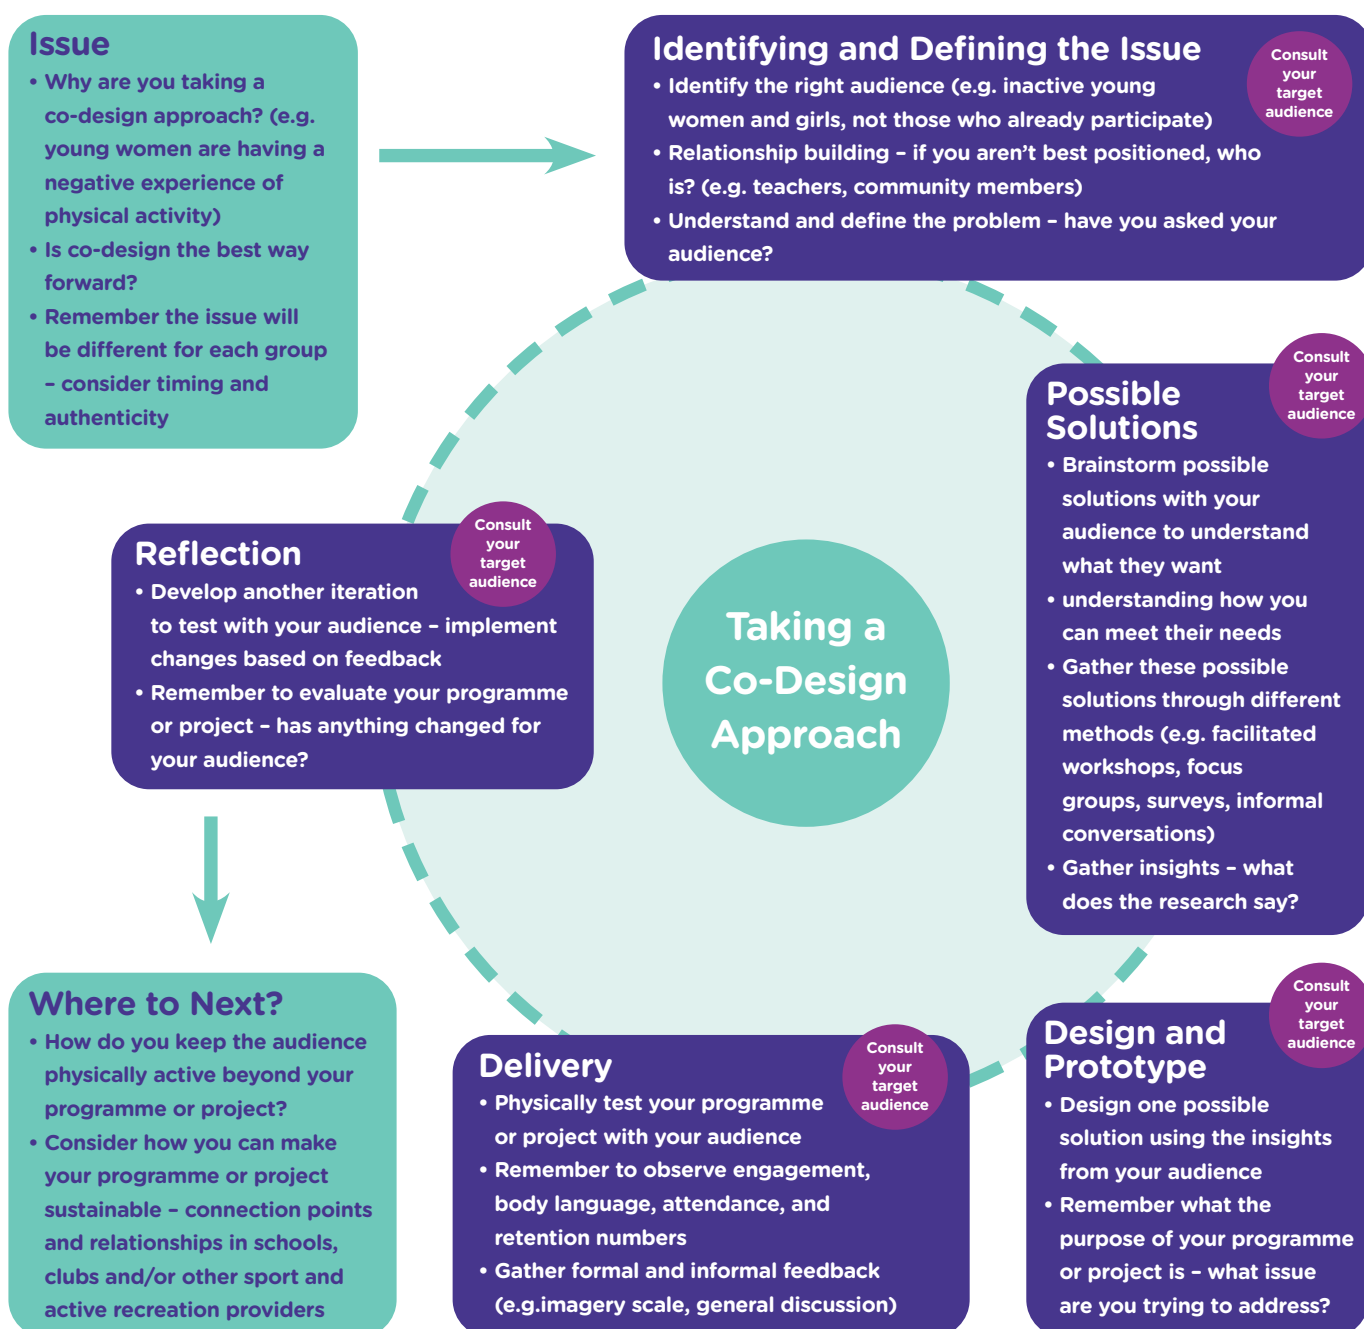 Issue
• Why are you taking a
co-design approach? (e.g.
young women are having a
negative experience of
physical activity)
• Is co-design the best way
forward?
• Remember the issue will
be different for each group
– consider timing and
authenticity
Identifying and Defining the Issue
• Identify the right audience (e.g. inactive young
women and girls, not those who already participate)
• Relationship building – if you aren't best positioned, who
is? (e.g. teachers, community members)
• Understand and define the problem – have you asked your
audience?
Consult
your
target
audience
Possible
Solutions
• Brainstorm possible
solutions with your
audience to understand
what they want
• understanding how you
can meet their needs
• Gather these possible
solutions through different
methods (e.g. facilitated
workshops, focus
groups, surveys, informal
conversations)
• Gather insights – what
does the research say?
Consult
your
target
audience
Design and
Prototype
• Design one possible
solution using the insights
from your audience
• Remember what the
purpose of your programme
or project is – what issue
are you trying to address?
Consult
your
target
audience
Delivery
• Physically test your programme
or project with your audience
• Remember to observe engagement,
body language, attendance, and
retention numbers
• Gather formal and informal feedback
(e.g.imagery scale, general discussion)
Consult
your
target
audience
Reflection
• Develop another iteration
to test with your audience – implement
changes based on feedback
• Remember to evaluate your programme
or project – has anything changed for
your audience?
Consult
your
target
audience
Where to Next?
• How do you keep the audience
physically active beyond your
programme or project?
• Consider how you can make
your programme or project
sustainable – connection points
and relationships in schools,
clubs and/or other sport and
active recreation providers
Taking a
Co-Design
Approach